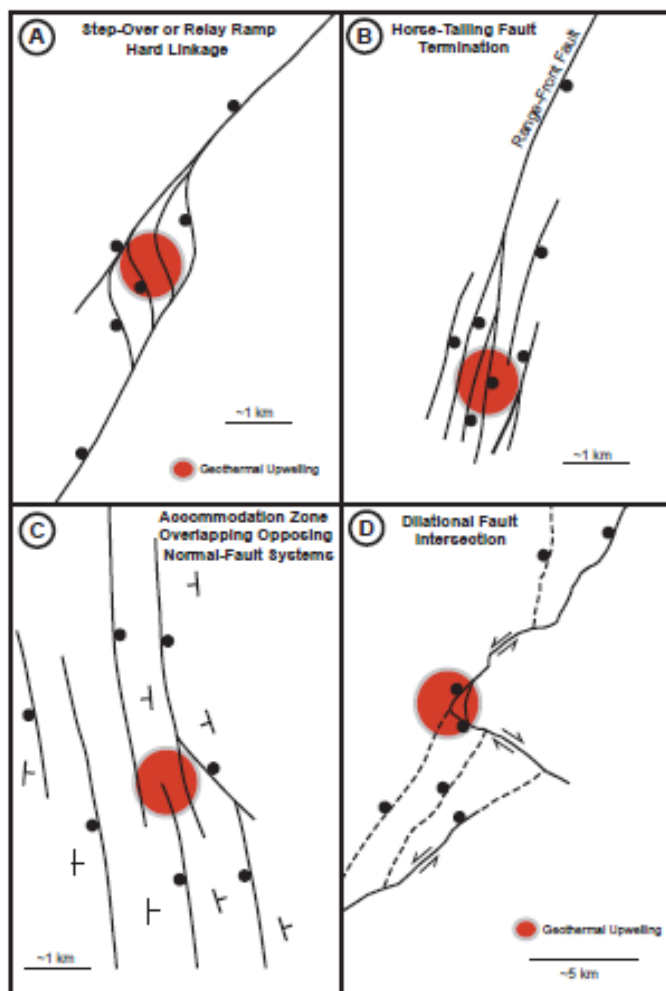 A
Step-Over or Relay Ramp
Hard Linkage
~1 km
Geothermal Upwelling
B
Horse-Tailing Fault
Termination
Range-Front Fault
~1 km
C
Accommodation Zone
Overlapping Opposing
Normal-Fault Systems
~1 km
D
Dilational Fault
Intersection
Geothermal Upwelling
~5 km